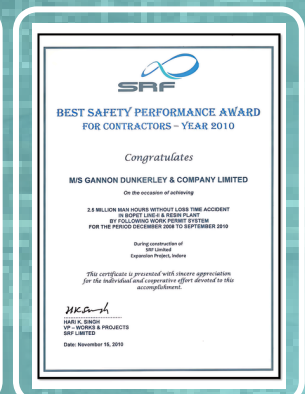 SRF
BEST SAFETY PERFORMANCE AWARD
FOR CONTRACTORS – YEAR 2010
Congratulates
M/S GANNON DUNKERLEY & COMPANY LIMITED
On the occasion of achieving
2.5 MILLION MAN HOURS WITHOUT LOSS TIME ACCIDENT
IN BOPET LINE-II & RESIN PLANT
BY FOLLOWING WORK PERMIT SYSTEM
FOR THE PERIOD DECEMBER 2008 TO SEPTEMBER 2010
During construction of
SRF Limited
Expansion Project, Indore
This certificate is presented with sincere appreciation
for the individual and cooperative effort devoted to this
accomplishment.
HARI K. SINGH
VP – WORKS & PROJECTS
SRF LIMITED
Date: November 15, 2010